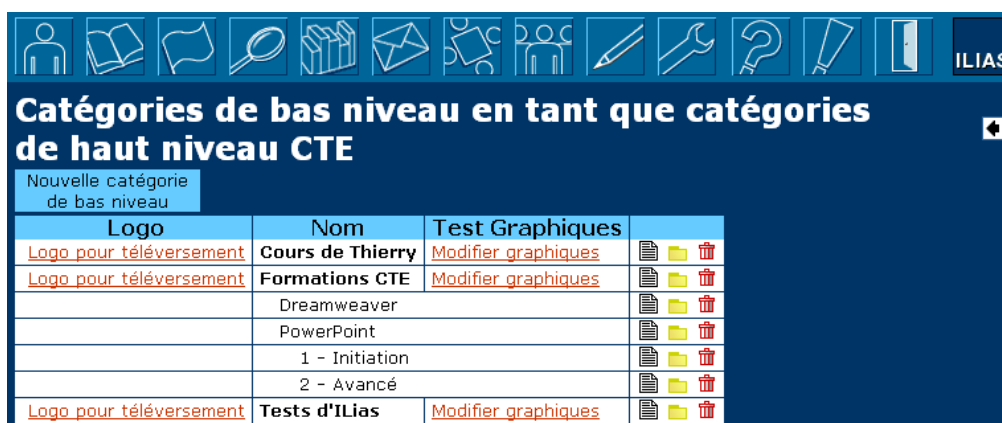 ILIAS
Catégories de bas niveau en tant que catégories
de haut niveau CTE
Nouvelle catégorie
de bas niveau
Logo Nom Test Graphiques
Logo pour téléversement Cours de Thierry Modifier graphiques
Logo pour téléversement Formations CTE Modifier graphiques
Dreamweaver
PowerPoint
1 - Initiation
2 - Avancé
Logo pour téléversement Tests d'ILias Modifier graphiques